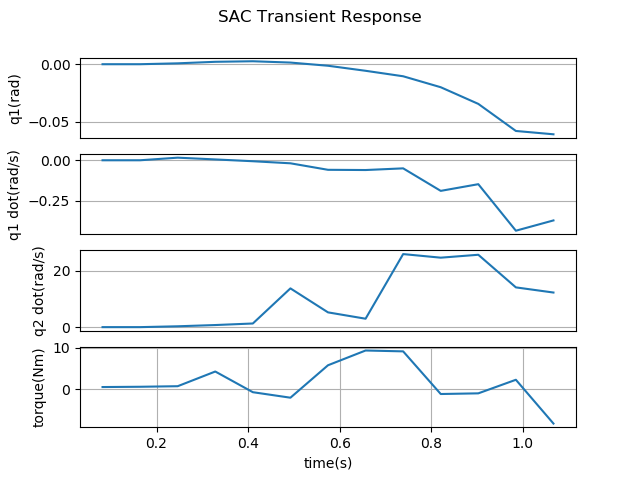 SAC Transient Response
0.00
−0.05
q1(rad)
0.00
−0.25
q1 dot(rad/s)
20
0
q2 dot(rad/s)
10
0
torque(Nm)
0.2 0.4 0.6 0.8 1.0
time(s)